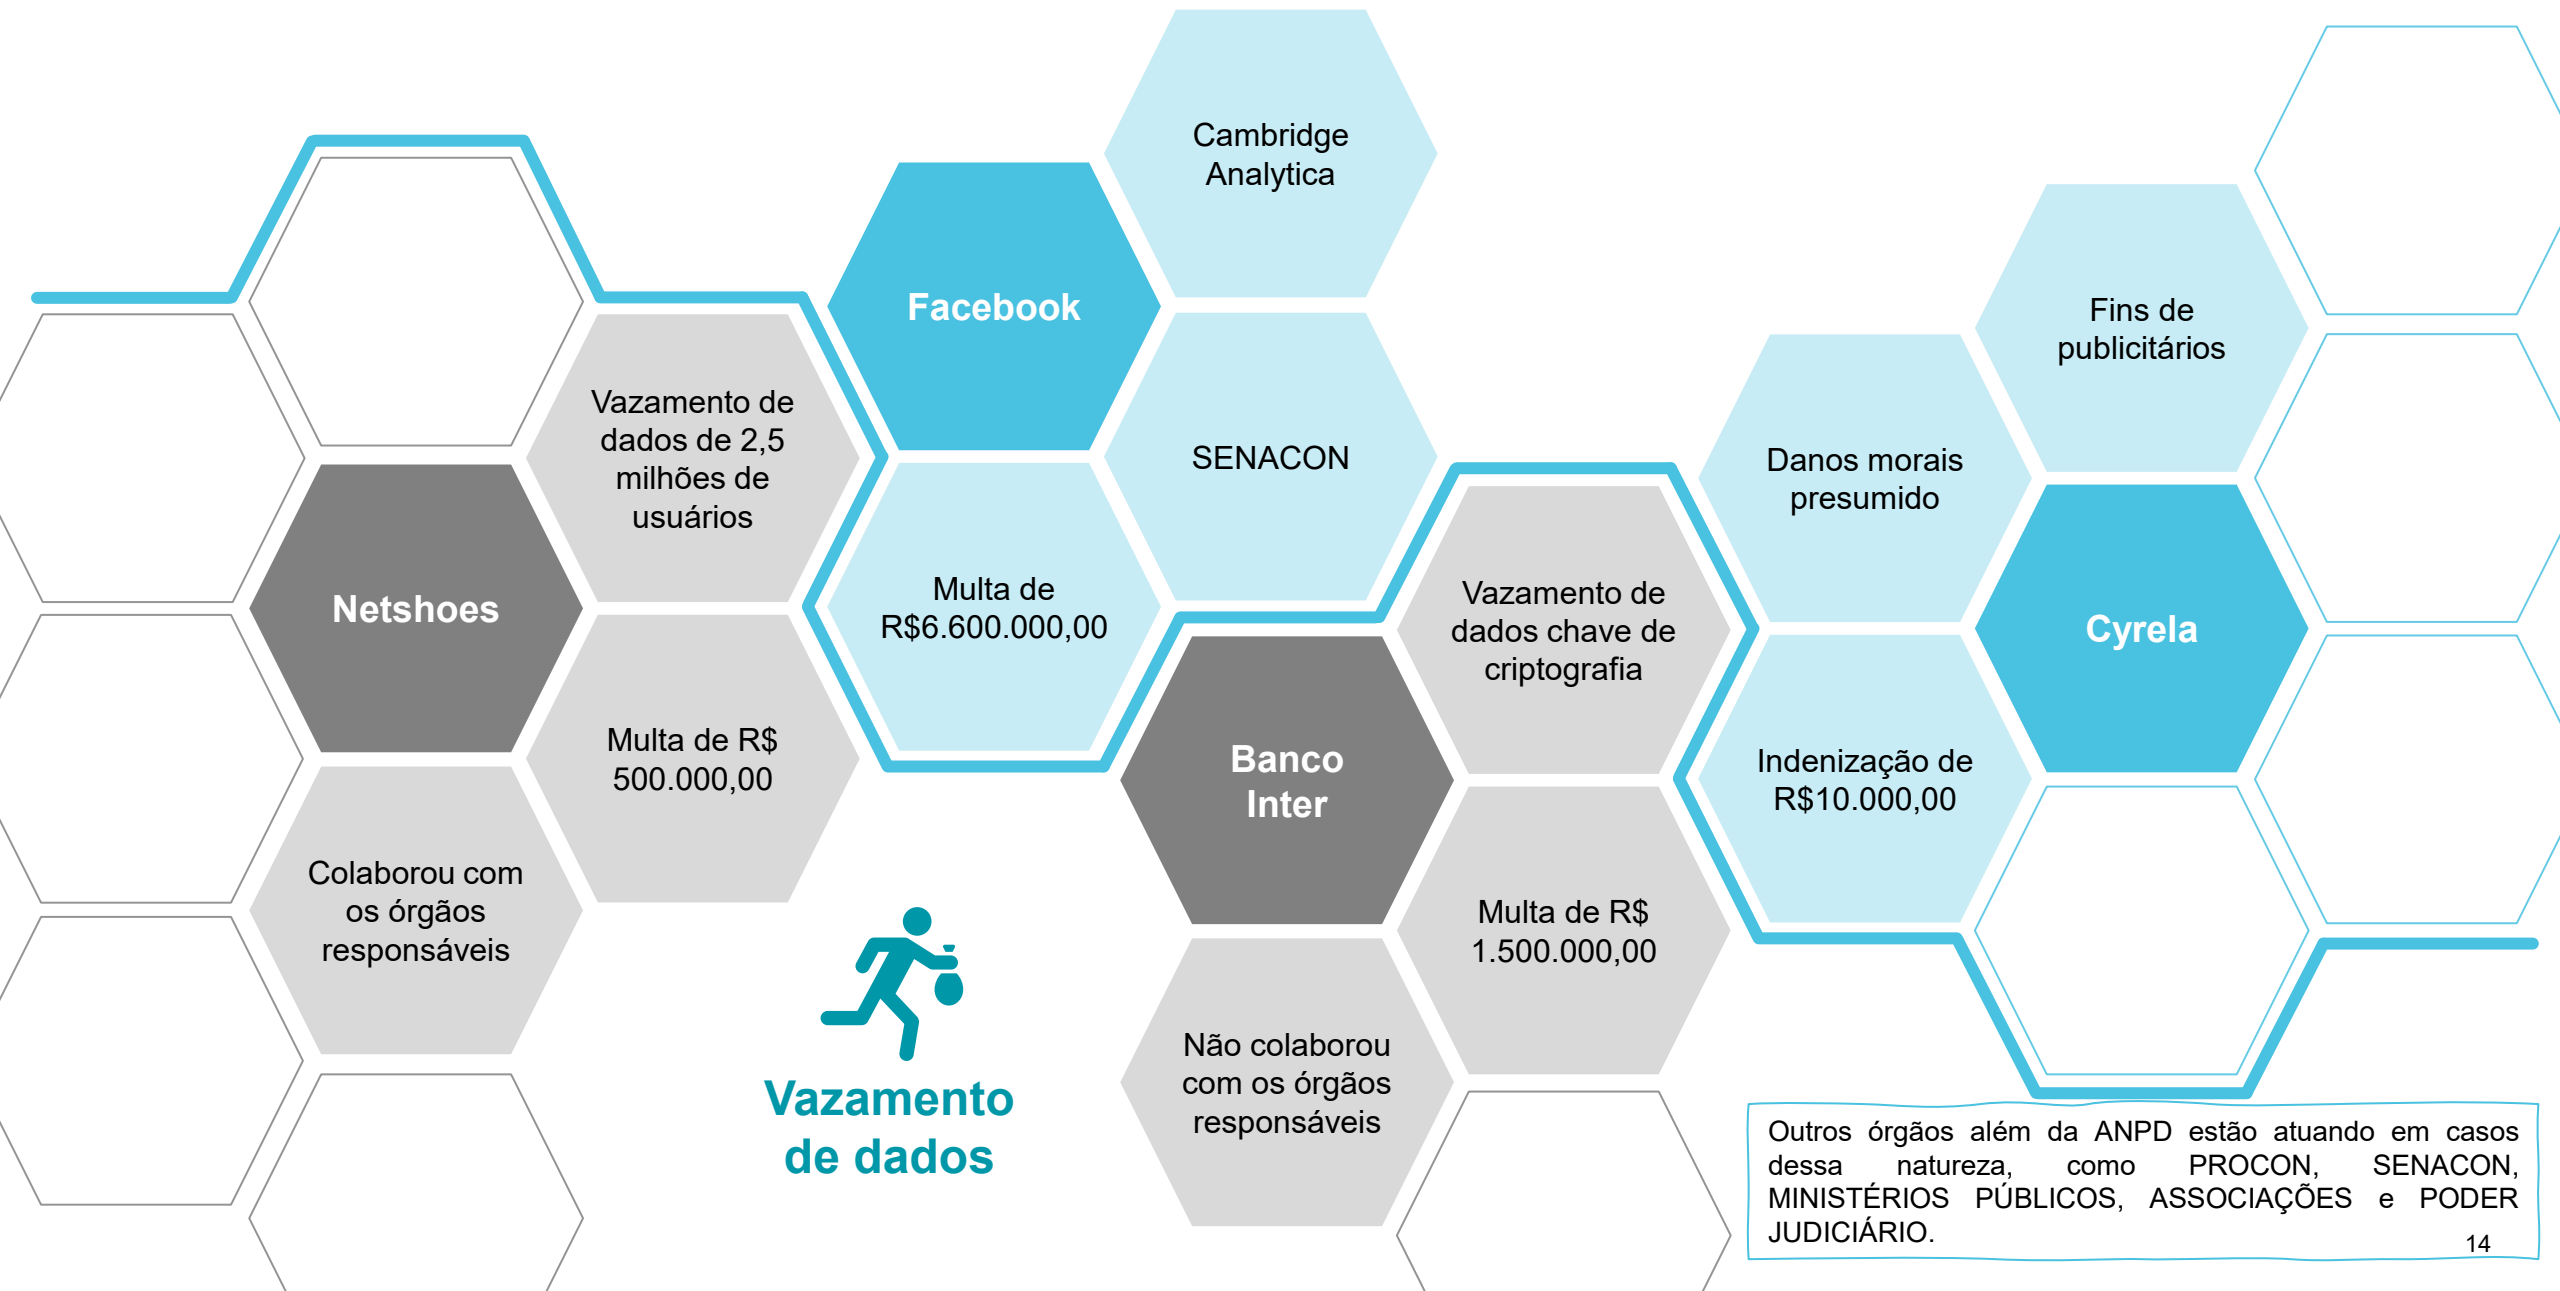 Netshoes
Vazamento de
dados de 2,5
milhões de
usuários
Multa de R$
500.000,00
Colaborou com
os órgãos
responsáveis
Facebook
Cambridge
Analytica
SENACON
Multa de
R$6.600.000,00
Banco
Inter
Vazamento de
dados chave de
criptografia
Multa de R$
1.500.000,00
Não colaborou
com os órgãos
responsáveis
Cyrela
Fins de
publicitários
Danos morais
presumido
Indenização de
R$10.000,00
Vazamento
de dados
Outros órgãos além da ANPD estão atuando em casos
dessa natureza, como PROCON, SENACON,
MINISTÉRIOS PÚBLICOS, ASSOCIAÇÕES e PODER
JUDICIÁRIO.
14